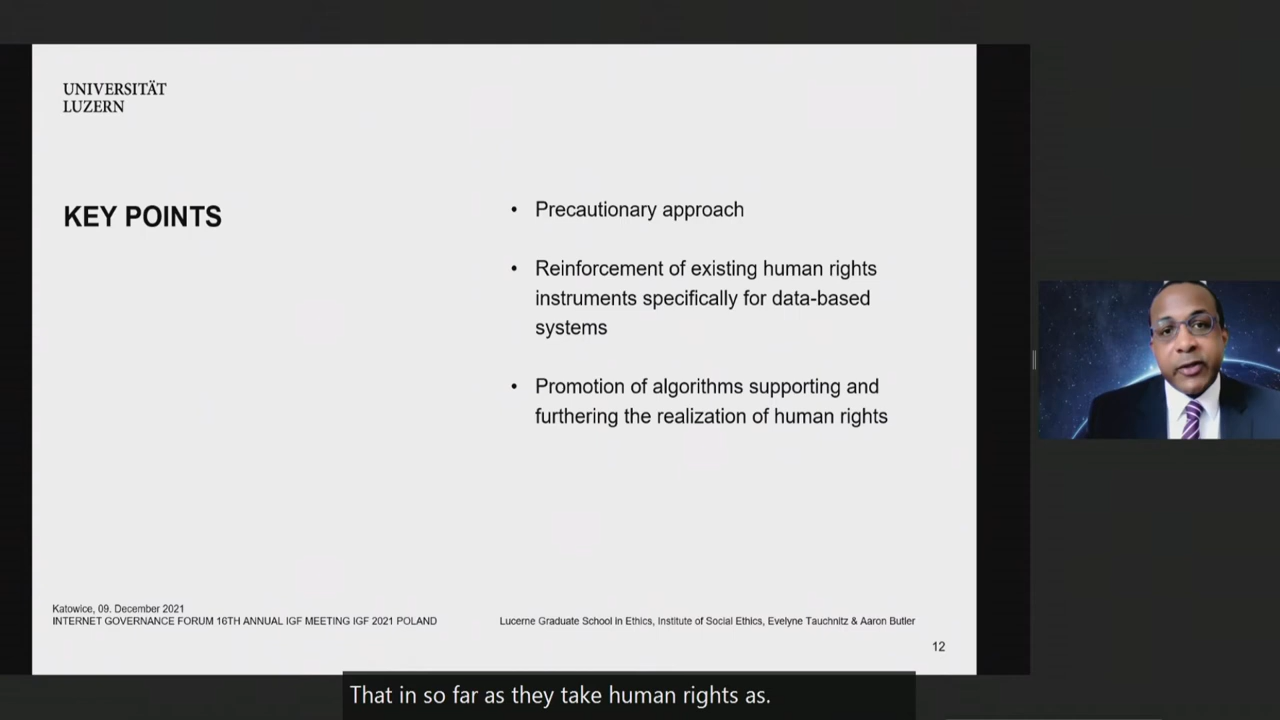 UNIVERSITÄT
LUZERN
KEY POINTS
• Precautionary approach
• Reinforcement of existing human rights
instruments specifically for data-based
systems
• Promotion of algorithms supporting and
furthering the realization of human rights
Katowice, 09. December 2021
INTERNET GOVERNANCE FORUM 16TH ANNUAL IGF MEETING IGF 2021 POLAND
Lucerne Graduate School in Ethics, Institute of Social Ethics, Evelyne Tauchnitz & Aaron Butler
12
That in so far as they take human rights as.